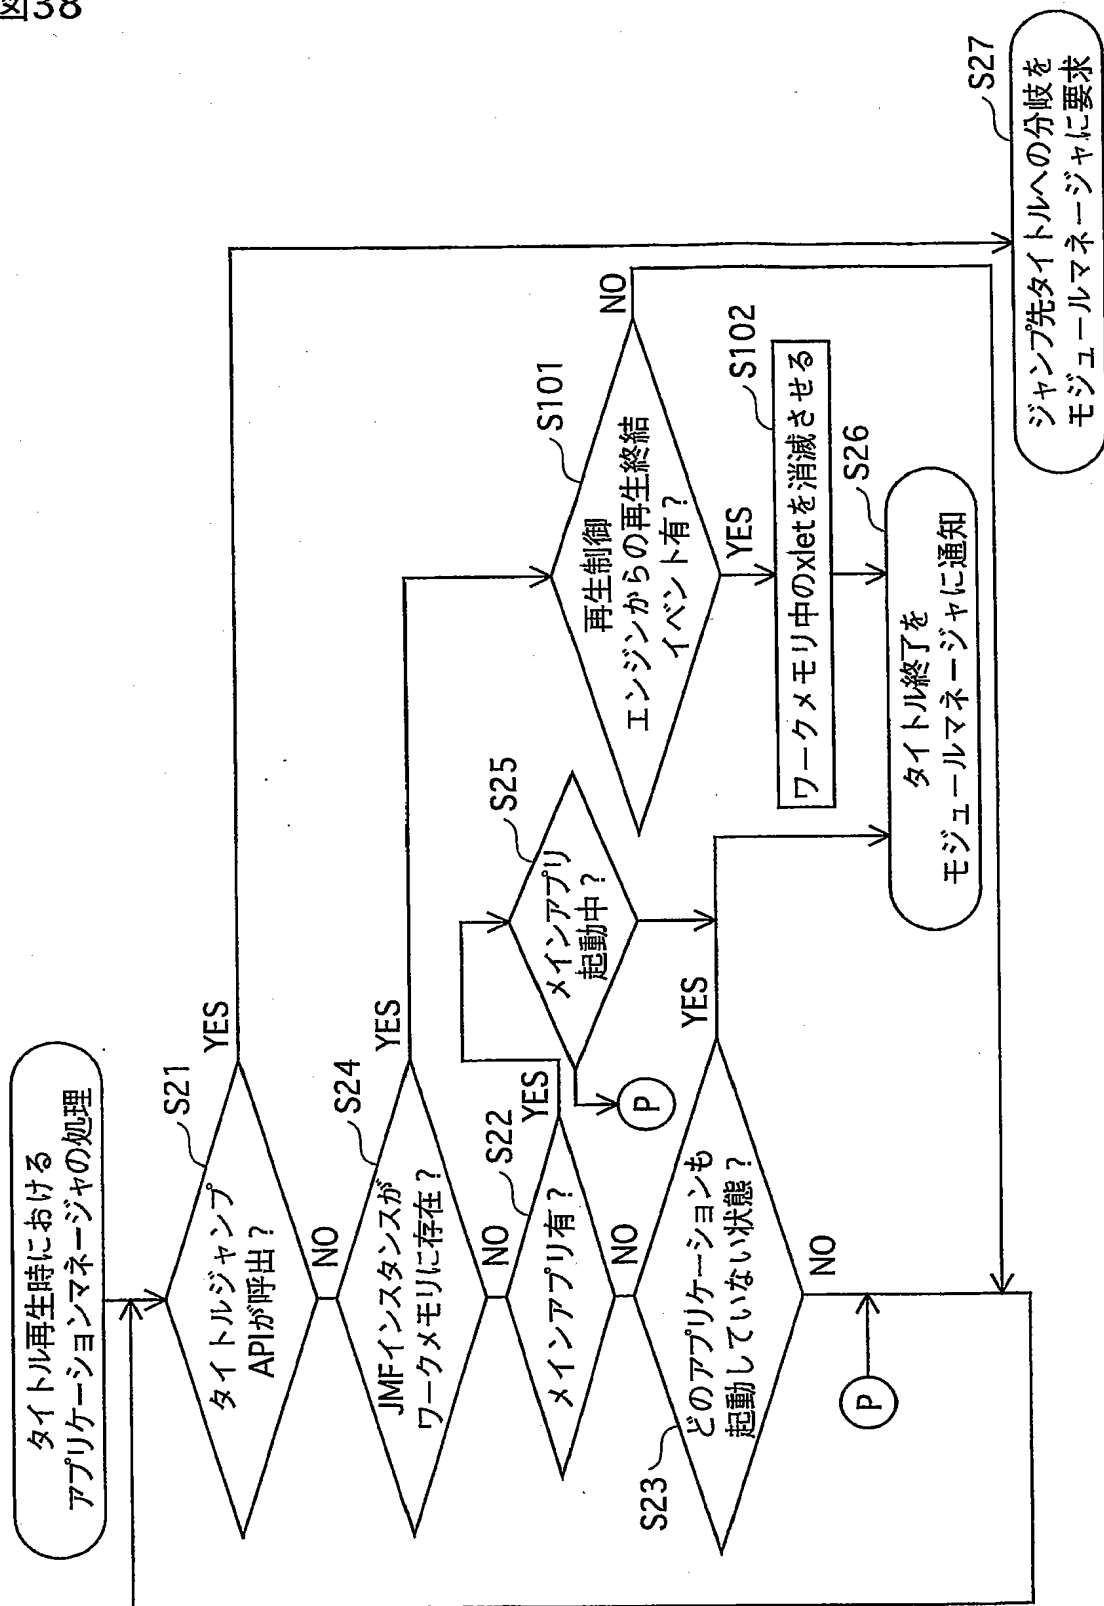 図38
タイトル再生時における
アプリケーションマネージャの処理
S21
タイトルジャンプ
APIが呼出？
YES
NO
S24
JMFインスタンスが
ワークメモリに存在？
YES
NO
S22
メインアプリ有？
YES
NO
S25
メインアプリ
起動中？
P
S23
どのアプリケーションも
起動していない状態？
YES
NO
P
S101
再生制御
エンジンからの再生終結
イベント有？
NO
YES
S102
ワークメモリ中のxletを消滅させる
S26
タイトル終了を
モジュールマネージャに通知
S27
ジャンプ先タイトルへの分岐を
モジュールマネージャに要求